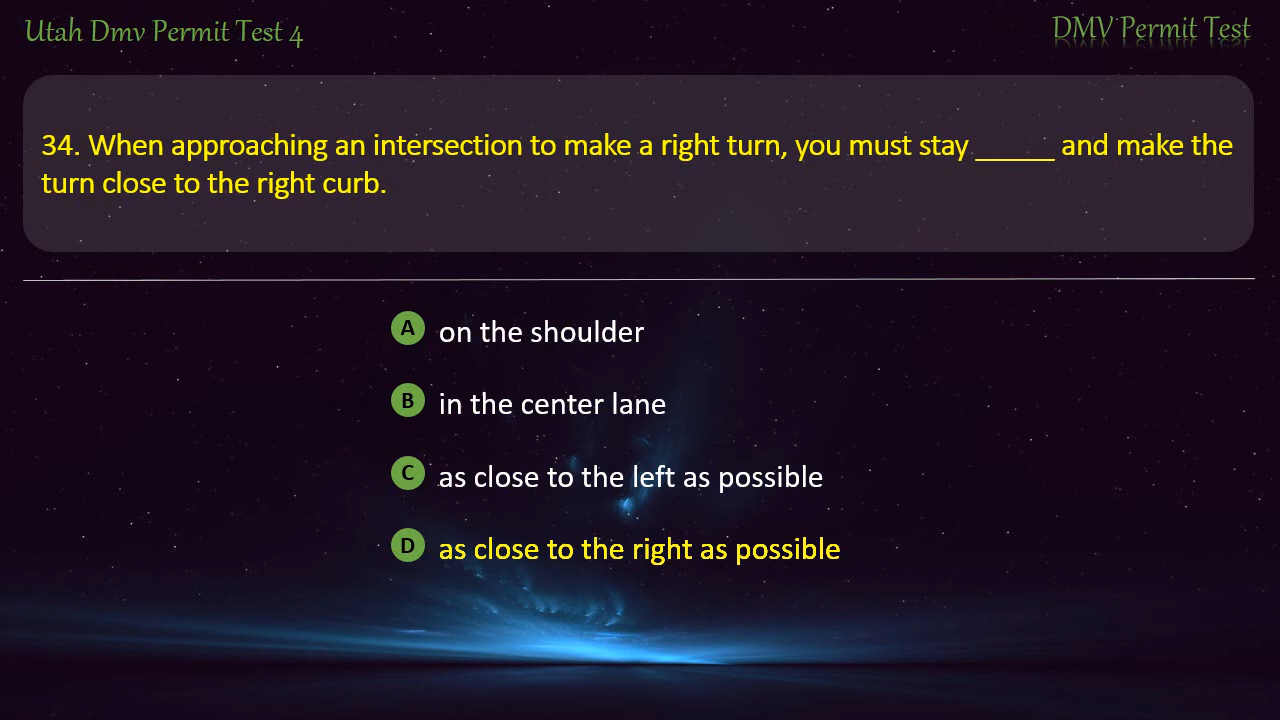 Utah Dmv Permit Test 4
DMV Permit Test
34. When approaching an intersection to make a right turn, you must stay _____ and make the
turn close to the right curb.
A on the shoulder
B in the center lane
C as close to the left as possible
D as close to the right as possible